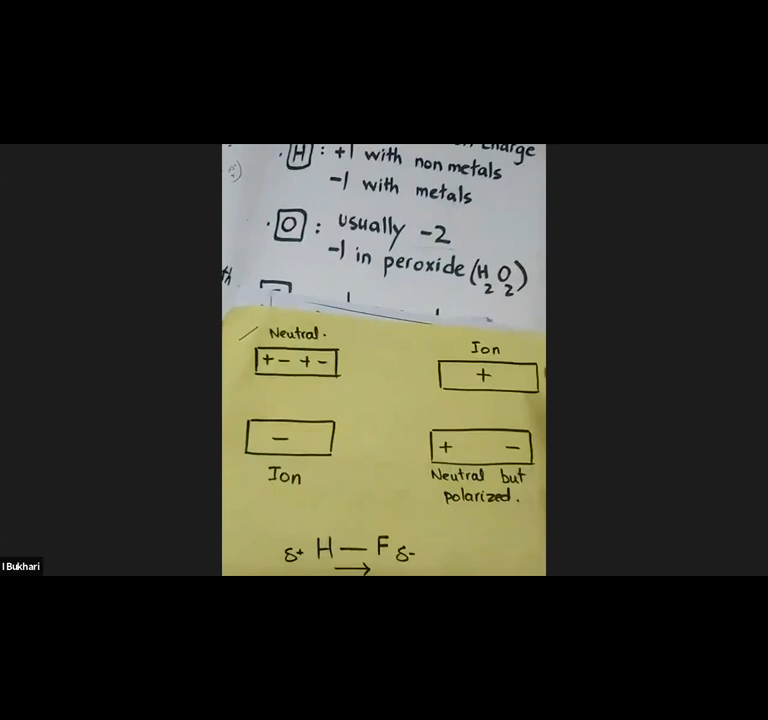 charge
• H : +1 with non metals
-1 with metals
• O : usually -2
-1 in peroxide (H2O2)
Neutral.
+ - + -
Ion
+
-
Ion
+ -
Neutral but
polarized.
δ+ H — F δ-
I Bukhari